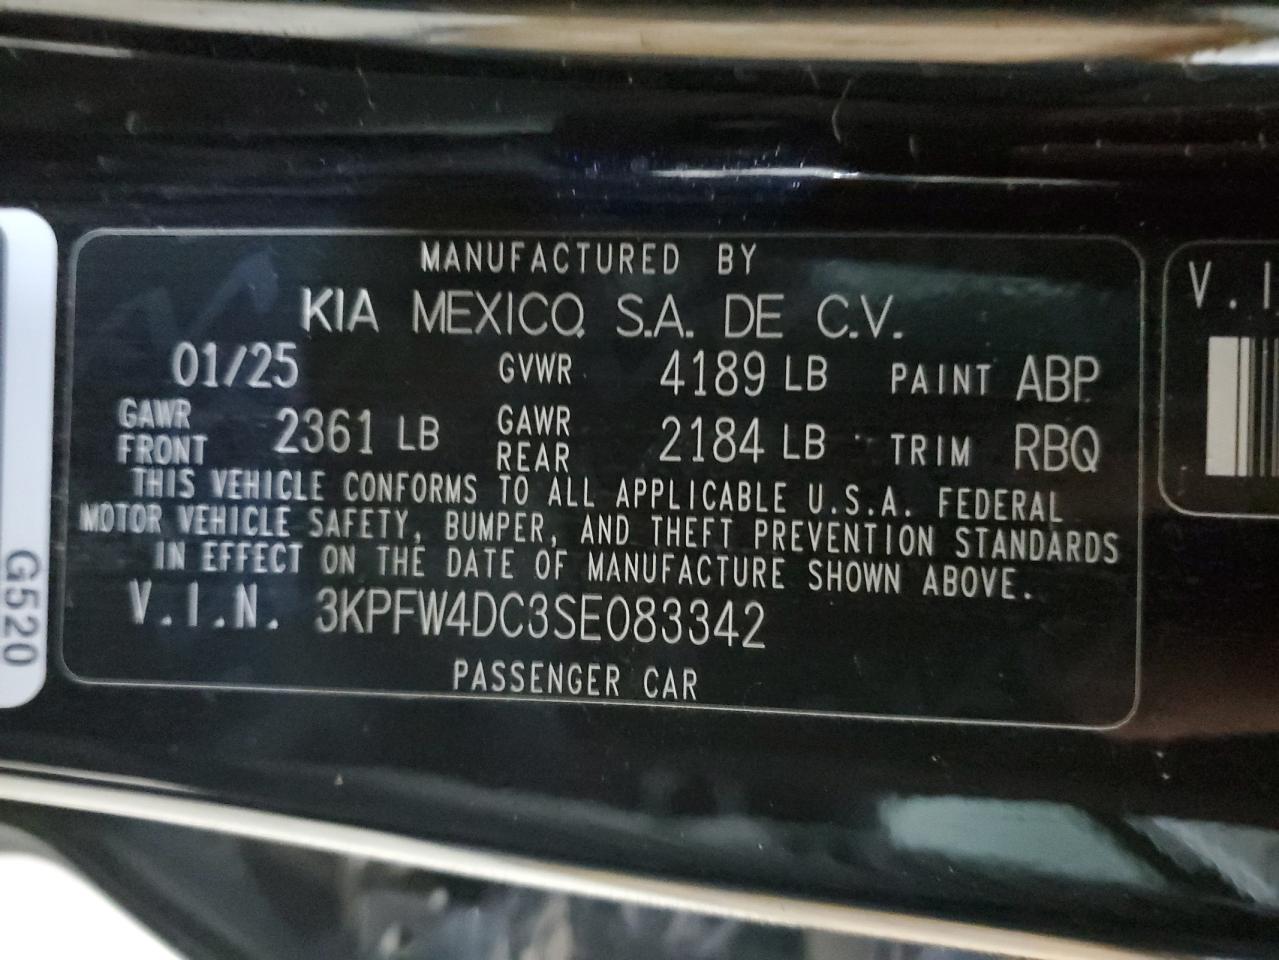 MANUFACTURED BY
KIA MEXICO, S.A. DE C.V.
01/25 GVWR 4189 LB PAINT ABP
GAWR FRONT 2361 LB GAWR REAR 2184 LB TRIM RBQ
THIS VEHICLE CONFORMS TO ALL APPLICABLE U.S.A. FEDERAL
MOTOR VEHICLE SAFETY, BUMPER, AND THEFT PREVENTION STANDARDS
IN EFFECT ON THE DATE OF MANUFACTURE SHOWN ABOVE.
V.I.N. 3KPFW4DC3SE083342
PASSENGER CAR
G520
V.I